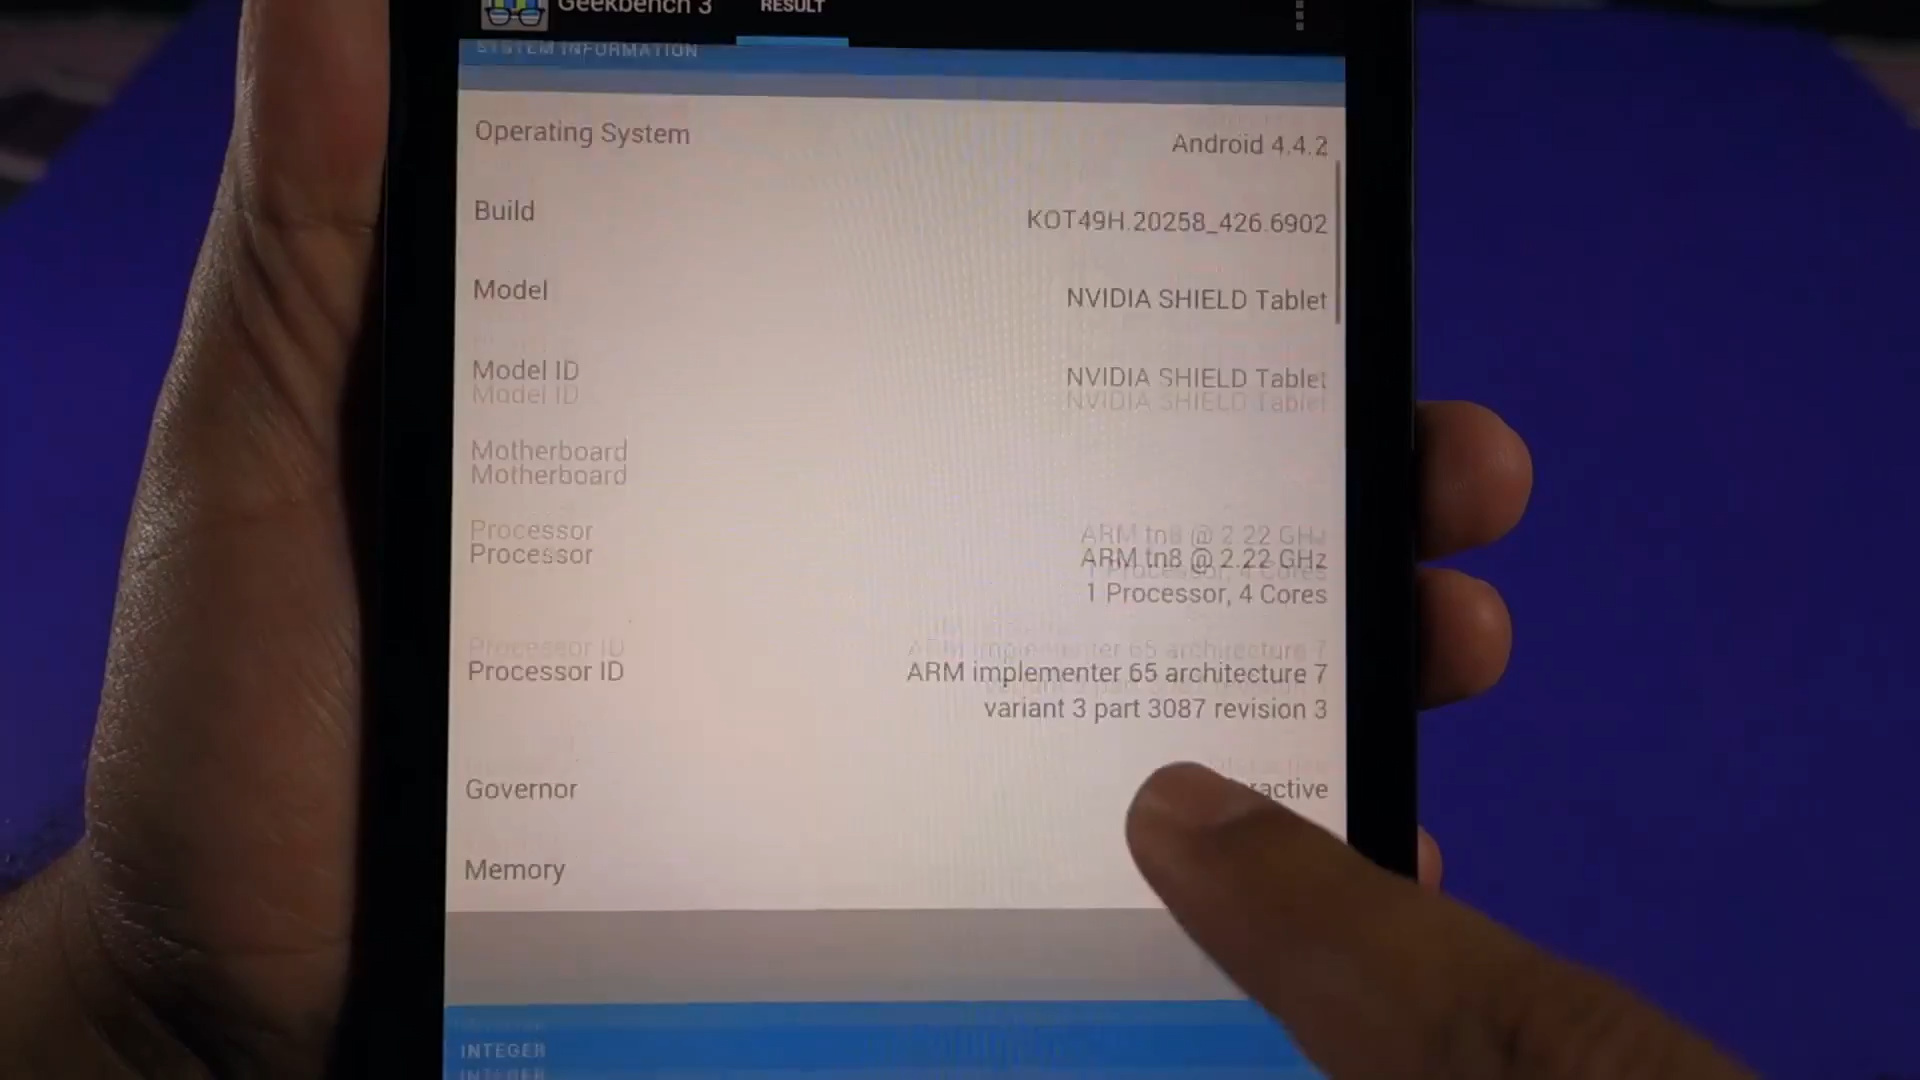 Geekbench 3
RESULT
SYSTEM INFORMATION
Operating System
Android 4.4.2
Build
KOT49H.20258_426.6902
Model
NVIDIA SHIELD Tablet
Model ID
NVIDIA SHIELD Tablet
Motherboard
Processor
ARM tn8 @ 2.22 GHz
1 Processor, 4 Cores
Processor ID
ARM implementer 65 architecture 7
variant 3 part 3087 revision 3
Governor
ractive
Memory
INTEGER